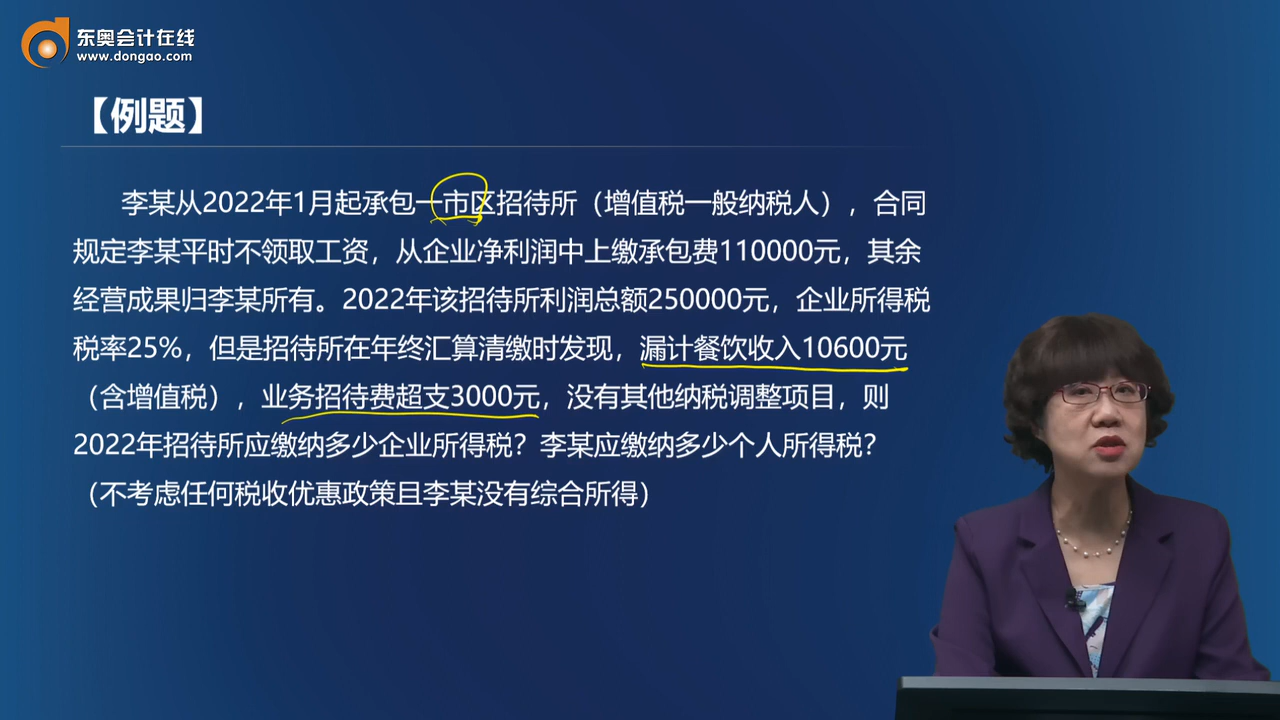 东奥会计在线
www.dongao.com
【例题】
李某从2022年1月起承包一市区招待所（增值税一般纳税人），合同
规定李某平时不领取工资，从企业净利润中上缴承包费110000元，其余
经营成果归李某所有。2022年该招待所利润总额250000元，企业所得税
税率25%，但是招待所在年终汇算清缴时发现，漏计餐饮收入10600元
（含增值税），业务招待费超支3000元，没有其他纳税调整项目，则
2022年招待所应缴纳多少企业所得税？李某应缴纳多少个人所得税？
（不考虑任何税收优惠政策且李某没有综合所得）